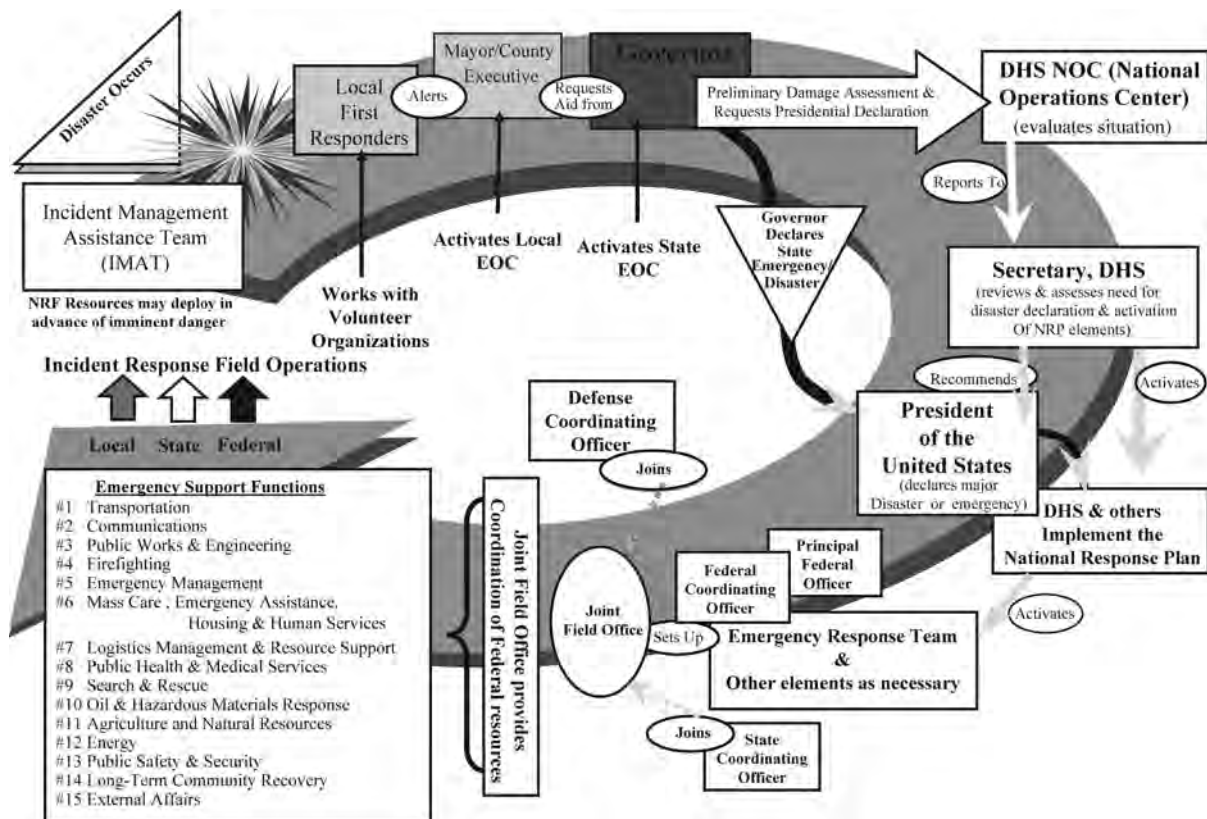 Disaster Occurs
Local
First
Responders
Alerts
Mayor/County
Executive
Requests
Aid from
Governor
Preliminary Damage Assessment &
Requests Presidential Declaration
DHS NOC (National
Operations Center)
(evaluates situation)
Reports To
Incident Management
Assistance Team
(IMAT)
NRF Resources may deploy in
advance of imminent danger
Works with
Volunteer
Organizations
Activates Local
EOC
Activates State
EOC
Governor
Declares
State
Emergency/
Disaster
Secretary, DHS
(reviews & assesses need for
disaster declaration & activation
Of NRP elements)
Recommends
Activates
President
of the
United States
(declares major
Disaster or emergency)
DHS & others
Implement the
National Response Plan
Activates
Incident Response Field Operations
Local
State
Federal
Emergency Support Functions
#1 Transportation
#2 Communications
#3 Public Works & Engineering
#4 Firefighting
#5 Emergency Management
#6 Mass Care , Emergency Assistance,
Housing & Human Services
#7 Logistics Management & Resource Support
#8 Public Health & Medical Services
#9 Search & Rescue
#10 Oil & Hazardous Materials Response
#11 Agriculture and Natural Resources
#12 Energy
#13 Public Safety & Security
#14 Long-Term Community Recovery
#15 External Affairs
Joint Field Office provides
Coordination of Federal resources
Defense
Coordinating
Officer
Joins
Joint
Field Office
Sets Up
Federal
Coordinating
Officer
Principal
Federal
Officer
Emergency Response Team
&
Other elements as necessary
Joins
State
Coordinating
Officer